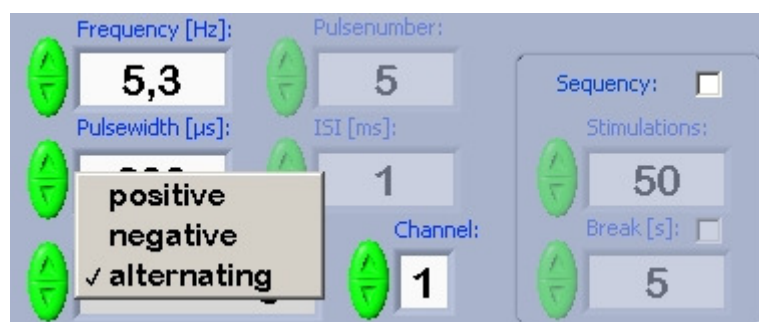 Frequency [Hz]:
5,3
Pulsenumber:
5
Sequency:
Pulsewidth [µs]:
ISI [ms]:
1
Stimulations:
50
positive
negative
✓ alternating
Channel:
1
Break [s]:
5